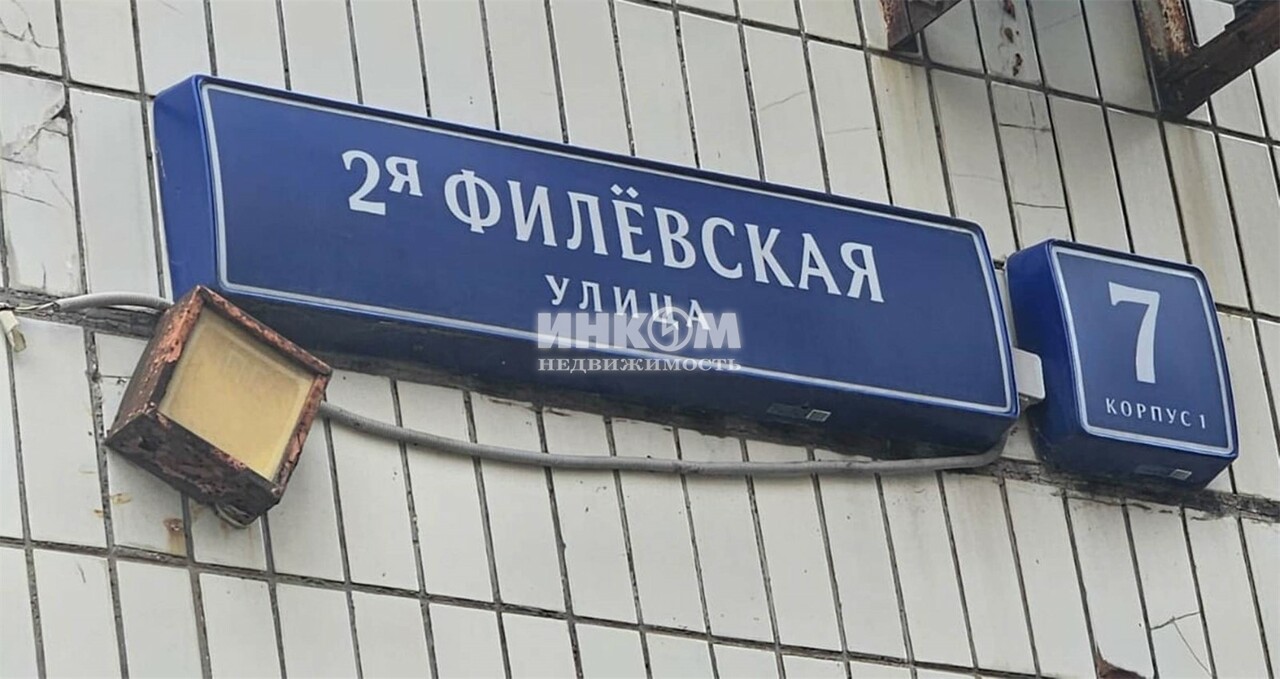 2я ФИЛЁВСКАЯ
УЛИЦА
7
КОРПУС 1
ИНКОМ
НЕДВИЖИМОСТЬ